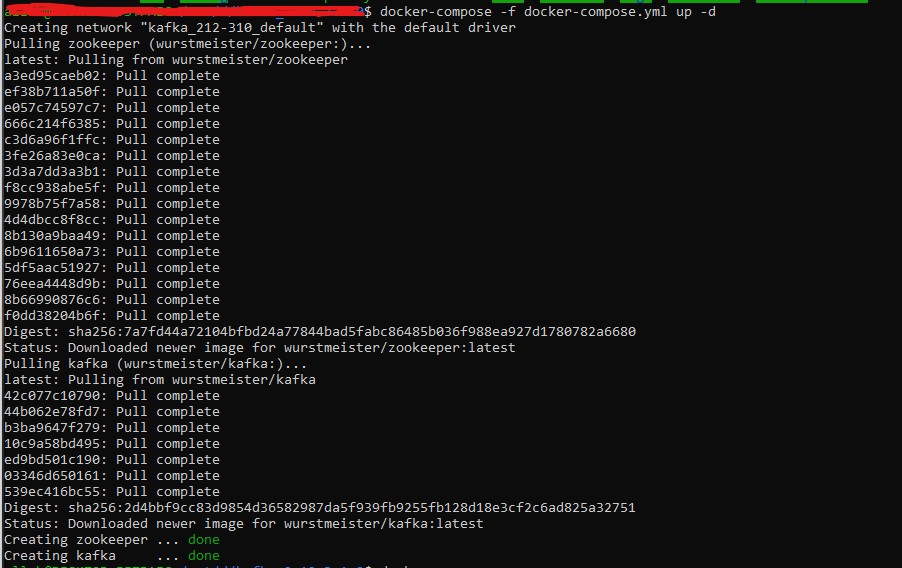 $ docker-compose -f docker-compose.yml up -d
Creating network "kafka_212-310_default" with the default driver
Pulling zookeeper (wurstmeister/zookeeper:)...
latest: Pulling from wurstmeister/zookeeper
a3ed95caeb02: Pull complete
ef38b711a50f: Pull complete
e057c74597c7: Pull complete
666c214f6385: Pull complete
c3d6a96f1ffc: Pull complete
3fe26a83e0ca: Pull complete
3d3a7dd3a3b1: Pull complete
f8cc938abe5f: Pull complete
9978b75f7a58: Pull complete
4d4dbcc8f8cc: Pull complete
8b130a9baa49: Pull complete
6b9611650a73: Pull complete
5df5aac51927: Pull complete
76eea4448d9b: Pull complete
8b66990876c6: Pull complete
f0dd38204b6f: Pull complete
Digest: sha256:7a7fd44a72104bfbd24a77844bad5fabc86485b036f988ea927d1780782a6680
Status: Downloaded newer image for wurstmeister/zookeeper:latest
Pulling kafka (wurstmeister/kafka:)...
latest: Pulling from wurstmeister/kafka
42c077c10790: Pull complete
44b062e78fd7: Pull complete
b3ba9647f279: Pull complete
10c9a58bd495: Pull complete
ed9bd501c190: Pull complete
03346d650161: Pull complete
539ec416bc55: Pull complete
Digest: sha256:2d4bbf9cc83d9854d36582987da5f939fb9255fb128d18e3cf2c6ad825a32751
Status: Downloaded newer image for wurstmeister/kafka:latest
Creating zookeeper ... done
Creating kafka     ... done